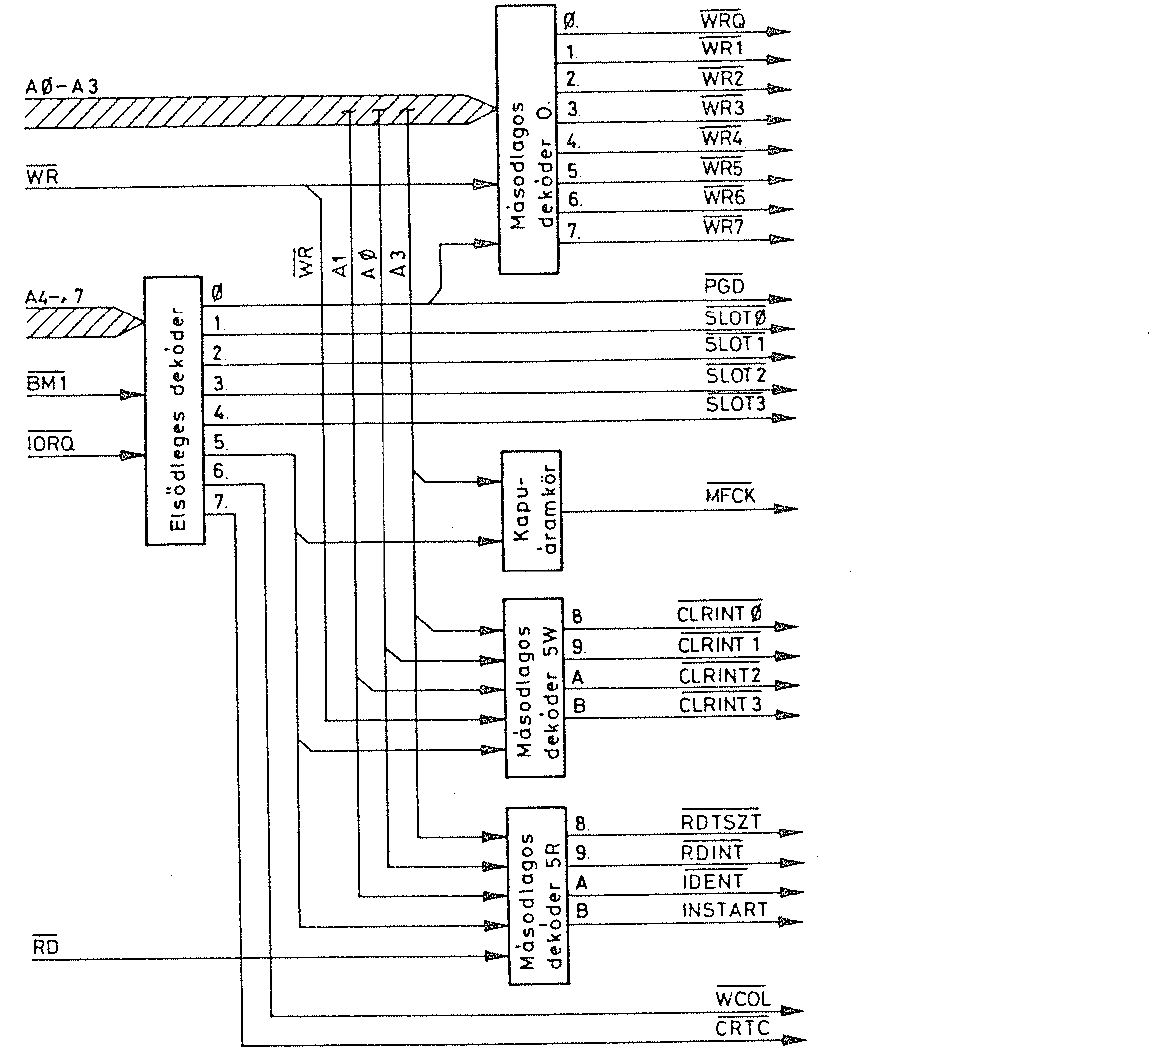 AØ-A3
WR
A4-.7
BM1
IORQ
RD
WR
A1
AØ
A3
Elsődleges dekóder
Ø
1.
2.
3.
4.
5.
6.
7.
Másodlagos
dekóder 0.
Ø.
1.
2.
3.
4.
5.
6.
7.
WRQ
WR1
WR2
WR3
WR4
WR5
WR6
WR7
PGD
SLOTØ
SLOT1
SLOT2
SLOT3
Kapu-
áramkör
MFCK
Másodlagos
dekóder 5W
8
9.
A
B
CLRINTØ
CLRINT 1
CLRINT2
CLRINT3
Másodlagos
dekóder 5R
8.
9.
A
B
RDTSZT
RDINT
IDENT
INSTART
WCOL
CRTC